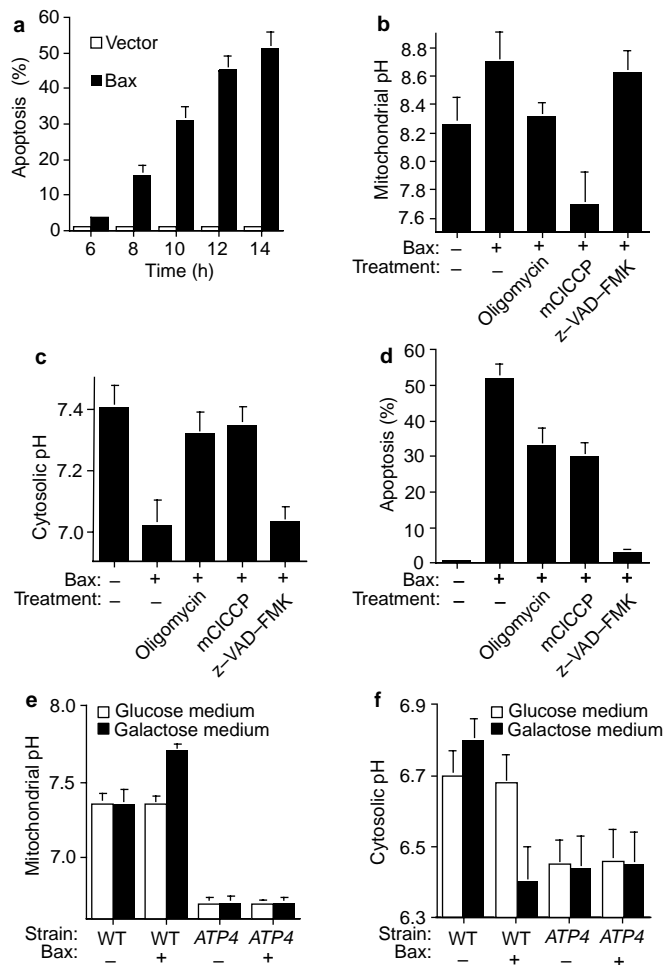 a
Vector
Bax
Apoptosis (%)
60
50
40
30
20
10
0
6 8 10 12 14
Time (h)
b
Mitochondrial pH
8.8
8.6
8.4
8.2
8.0
7.8
7.6
Bax: – + + + +
Treatment: – – Oligomycin mClCCP z–VAD–FMK
c
Cytosolic pH
7.4
7.2
7.0
Bax: – + + + +
Treatment: – – Oligomycin mClCCP z–VAD–FMK
d
Apoptosis (%)
60
50
40
30
20
10
0
Bax: – + + + +
Treatment: – – Oligomycin mClCCP z–VAD–FMK
e
Glucose medium
Galactose medium
Mitochondrial pH
8.0
7.5
7.0
Strain: WT WT ATP4 ATP4
Bax: – + – +
f
Glucose medium
Galactose medium
Cytosolic pH
6.9
6.7
6.5
6.3
Strain: WT WT ATP4 ATP4
Bax: – + – +